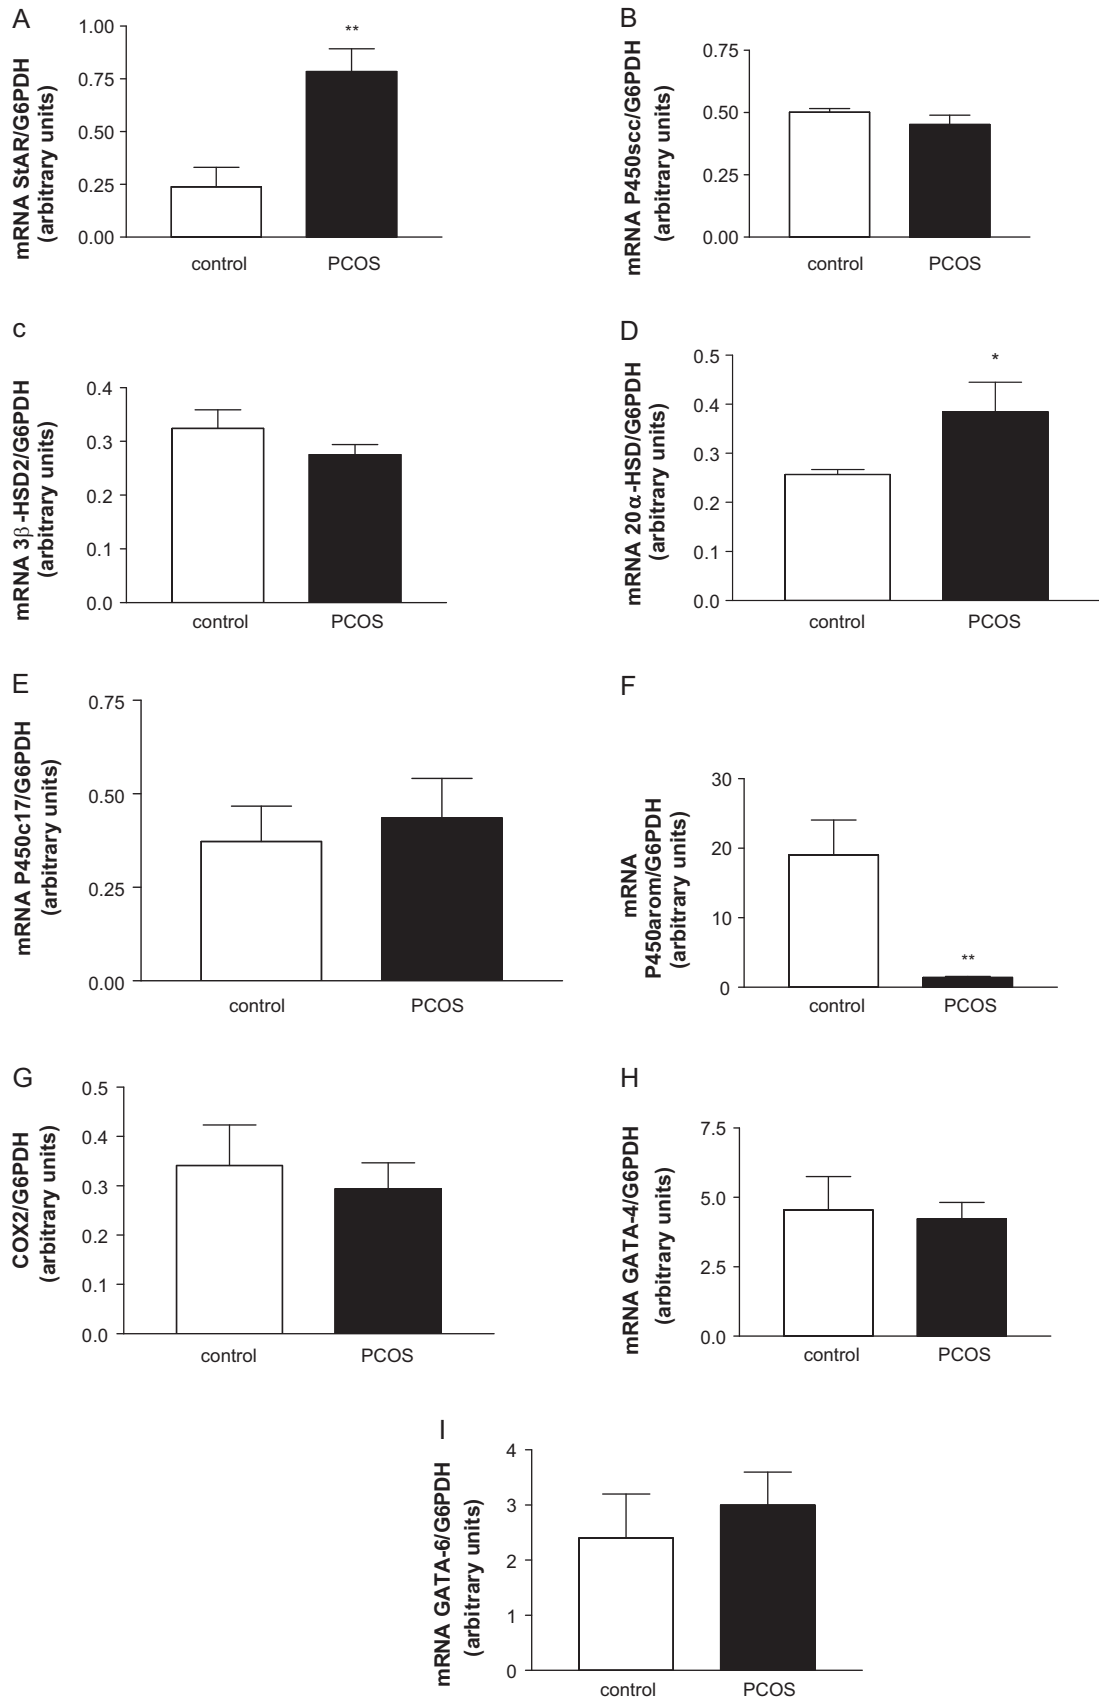 A
mRNA StAR/G6PDH
(arbitrary units)
1.00
0.75
0.50
0.25
0.00
**
control PCOS
B
mRNA P450scc/G6PDH
(arbitrary units)
0.75
0.50
0.25
0.00
control PCOS
c
mRNA 3β-HSD2/G6PDH
(arbitrary units)
0.4
0.3
0.2
0.1
0.0
control PCOS
D
mRNA 20α-HSD/G6PDH
(arbitrary units)
0.5
0.4
0.3
0.2
0.1
0.0
*
control PCOS
E
mRNA P450c17/G6PDH
(arbitrary units)
0.75
0.50
0.25
0.00
control PCOS
F
mRNA
P450arom/G6PDH
(arbitrary units)
30
20
10
0
**
control PCOS
G
COX2/G6PDH
(arbitrary units)
0.5
0.4
0.3
0.2
0.1
0.0
control PCOS
H
mRNA GATA-4/G6PDH
(arbitrary units)
7.5
5.0
2.5
0.0
control PCOS
I
mRNA GATA-6/G6PDH
(arbitrary units)
4
3
2
1
0
control PCOS